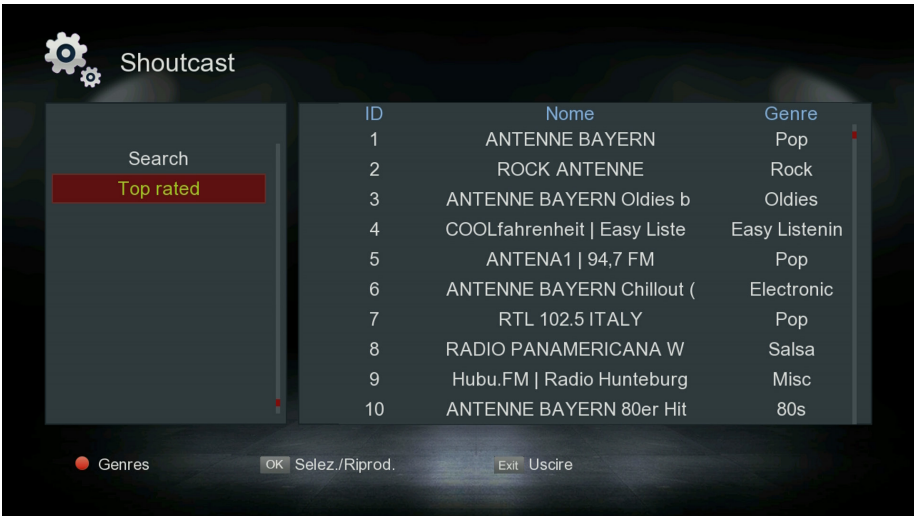 Shoutcast
Search
Top rated
ID Nome Genre
1 ANTENNE BAYERN Pop
2 ROCK ANTENNE Rock
3 ANTENNE BAYERN Oldies b Oldies
4 COOLfahrenheit | Easy Liste Easy Listenin
5 ANTENA1 | 94,7 FM Pop
6 ANTENNE BAYERN Chillout ( Electronic
7 RTL 102.5 ITALY Pop
8 RADIO PANAMERICANA W Salsa
9 Hubu.FM | Radio Hunteburg Misc
10 ANTENNE BAYERN 80er Hit 80s
Genres OK Selez./Riprod. Exit Uscire